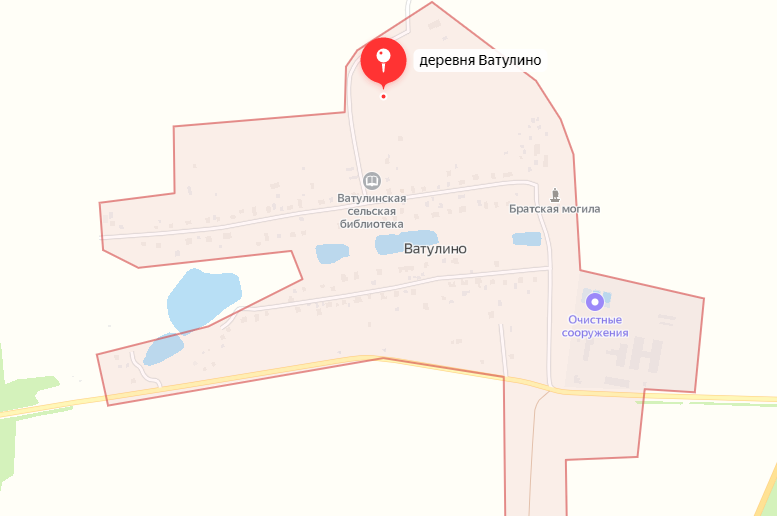 деревня Ватулино
Ватулинская
сельская
библиотека
Братская могила
Ватулино
Очистные
сооружения